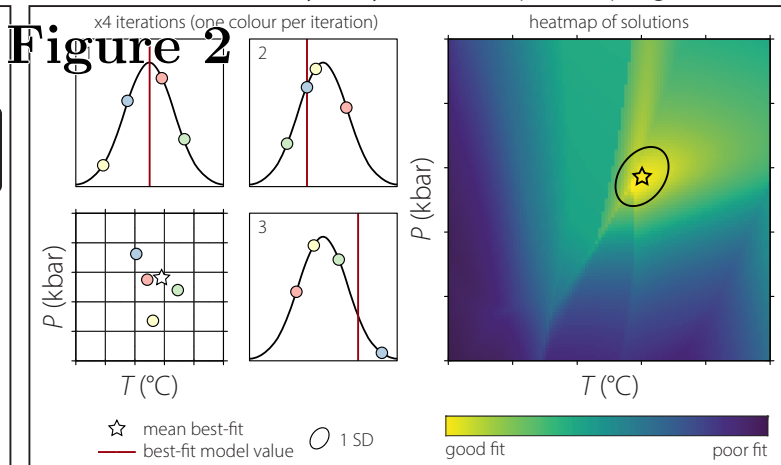 x4 iterations (one colour per iteration)
heatmap of solutions
Figure 2
2
3
P (kbar)
T (°C)
P (kbar)
T (°C)
mean best-fit
best-fit model value
1 SD
good fit
poor fit